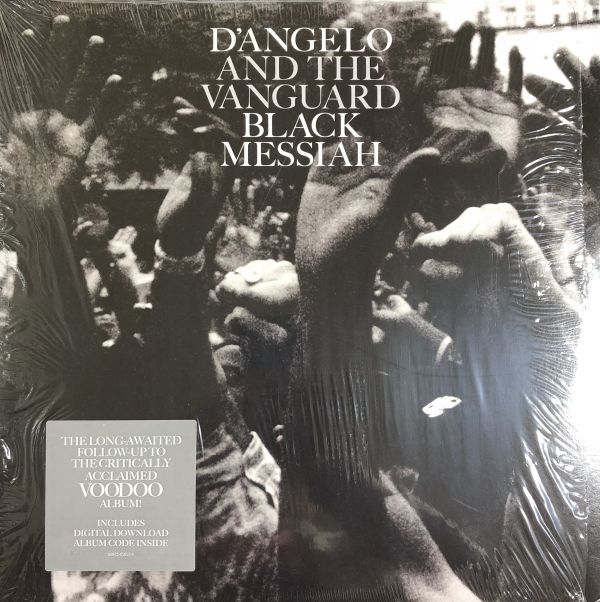 D'ANGELO
AND THE
VANGUARD
BLACK
MESSIAH
THE LONG-AWAITED
FOLLOW-UP TO
THE CRITICALLY
ACCLAIMED
VOODOO
ALBUM!
INCLUDES
DIGITAL DOWNLOAD
ALBUM CODE INSIDE